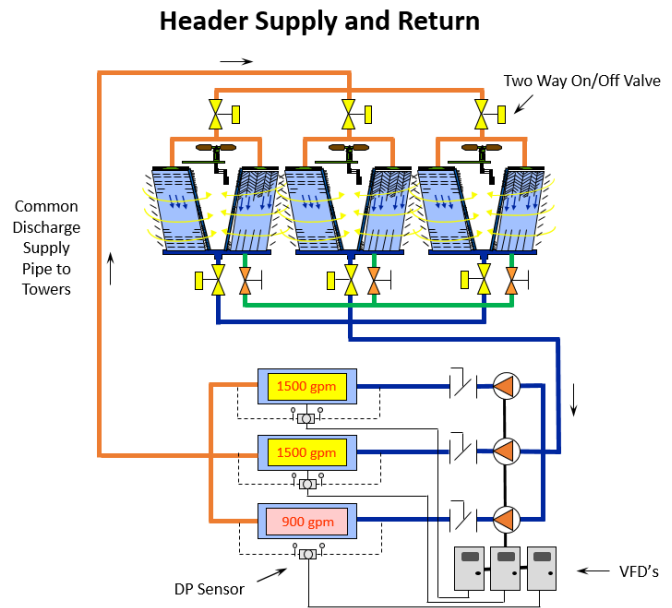 Header Supply and Return
Two Way On/Off Valve
Common
Discharge
Supply
Pipe to
Towers
1500 gpm
1500 gpm
900 gpm
DP Sensor
VFD's